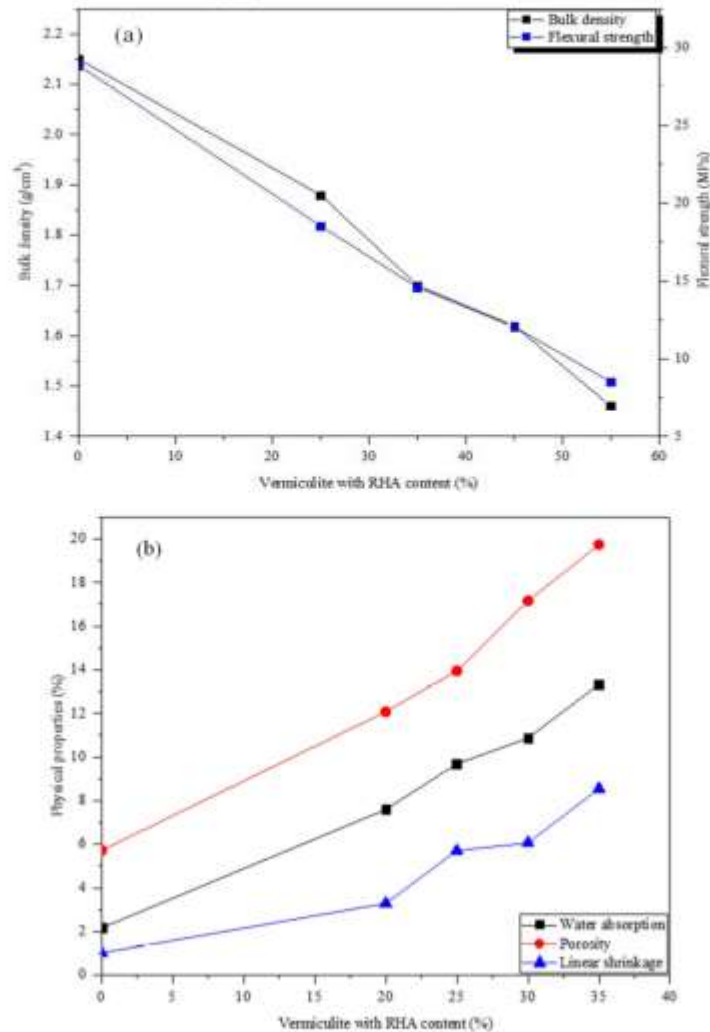 (a)
Bulk density
Flexural strength
2.2
2.1
2.0
1.9
1.8
1.7
1.6
1.5
1.4
Bulk density (g/cm³)
30
25
20
15
10
5
Flexural strength (MPa)
0 10 20 30 40 50 60
Vermiculite with RHA content (%)
(b)
20
18
16
14
12
10
8
6
4
2
0
Physical properties (%)
Water absorption
Porosity
Linear shrinkage
0 5 10 15 20 25 30 35 40
Vermiculite with RHA content (%)